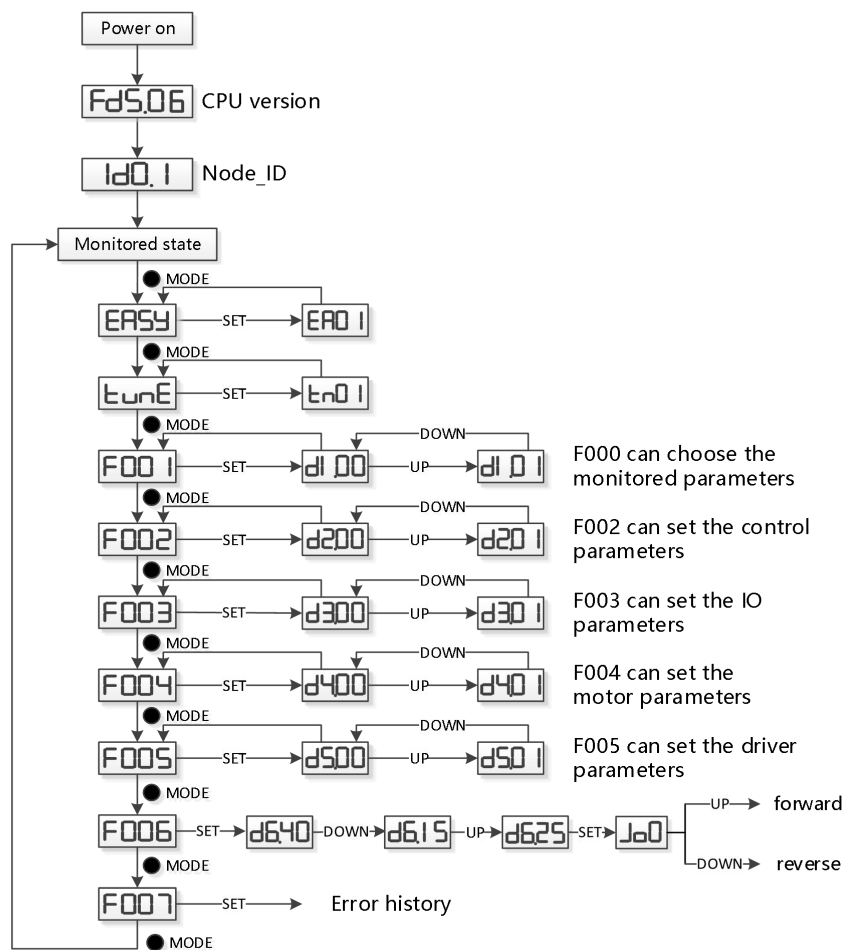 Power on
FdS.06 CPU version
1d0.1 Node_ID
Monitored state
MODE
EASY SET EA01
MODE
tunE SET tn01
MODE
DOWN
F001 SET d1.00 UP d1.01
F000 can choose the
monitored parameters
MODE
DOWN
F002 SET d2.00 UP d2.01
F002 can set the control
parameters
MODE
DOWN
F003 SET d3.00 UP d3.01
F003 can set the IO
parameters
MODE
DOWN
F004 SET d4.00 UP d4.01
F004 can set the
motor parameters
MODE
DOWN
F005 SET d5.00 UP d5.01
F005 can set the driver
parameters
MODE
UP forward
F006 SET d6.40 DOWN d6.15 UP d6.25 SET Jo0
DOWN reverse
MODE
F007 SET Error history
MODE